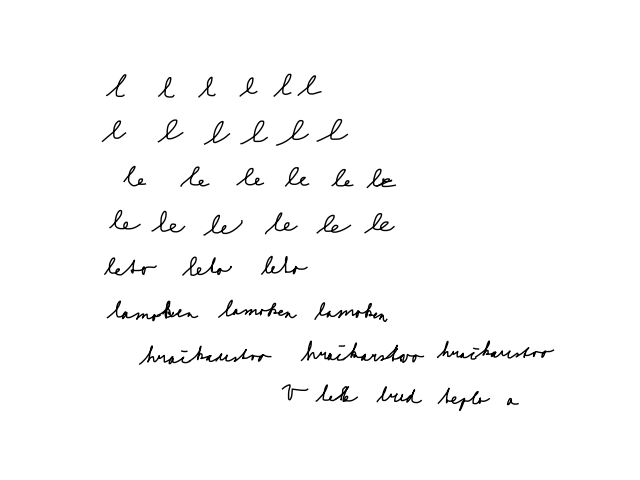 l l l l l l
l l l l l l
le le le le le le
le le le le le le
leto leto leto
lamoken lamoken lamoken
hračkarstvo hračkarstvo hračkarstvo
V bud teplo a